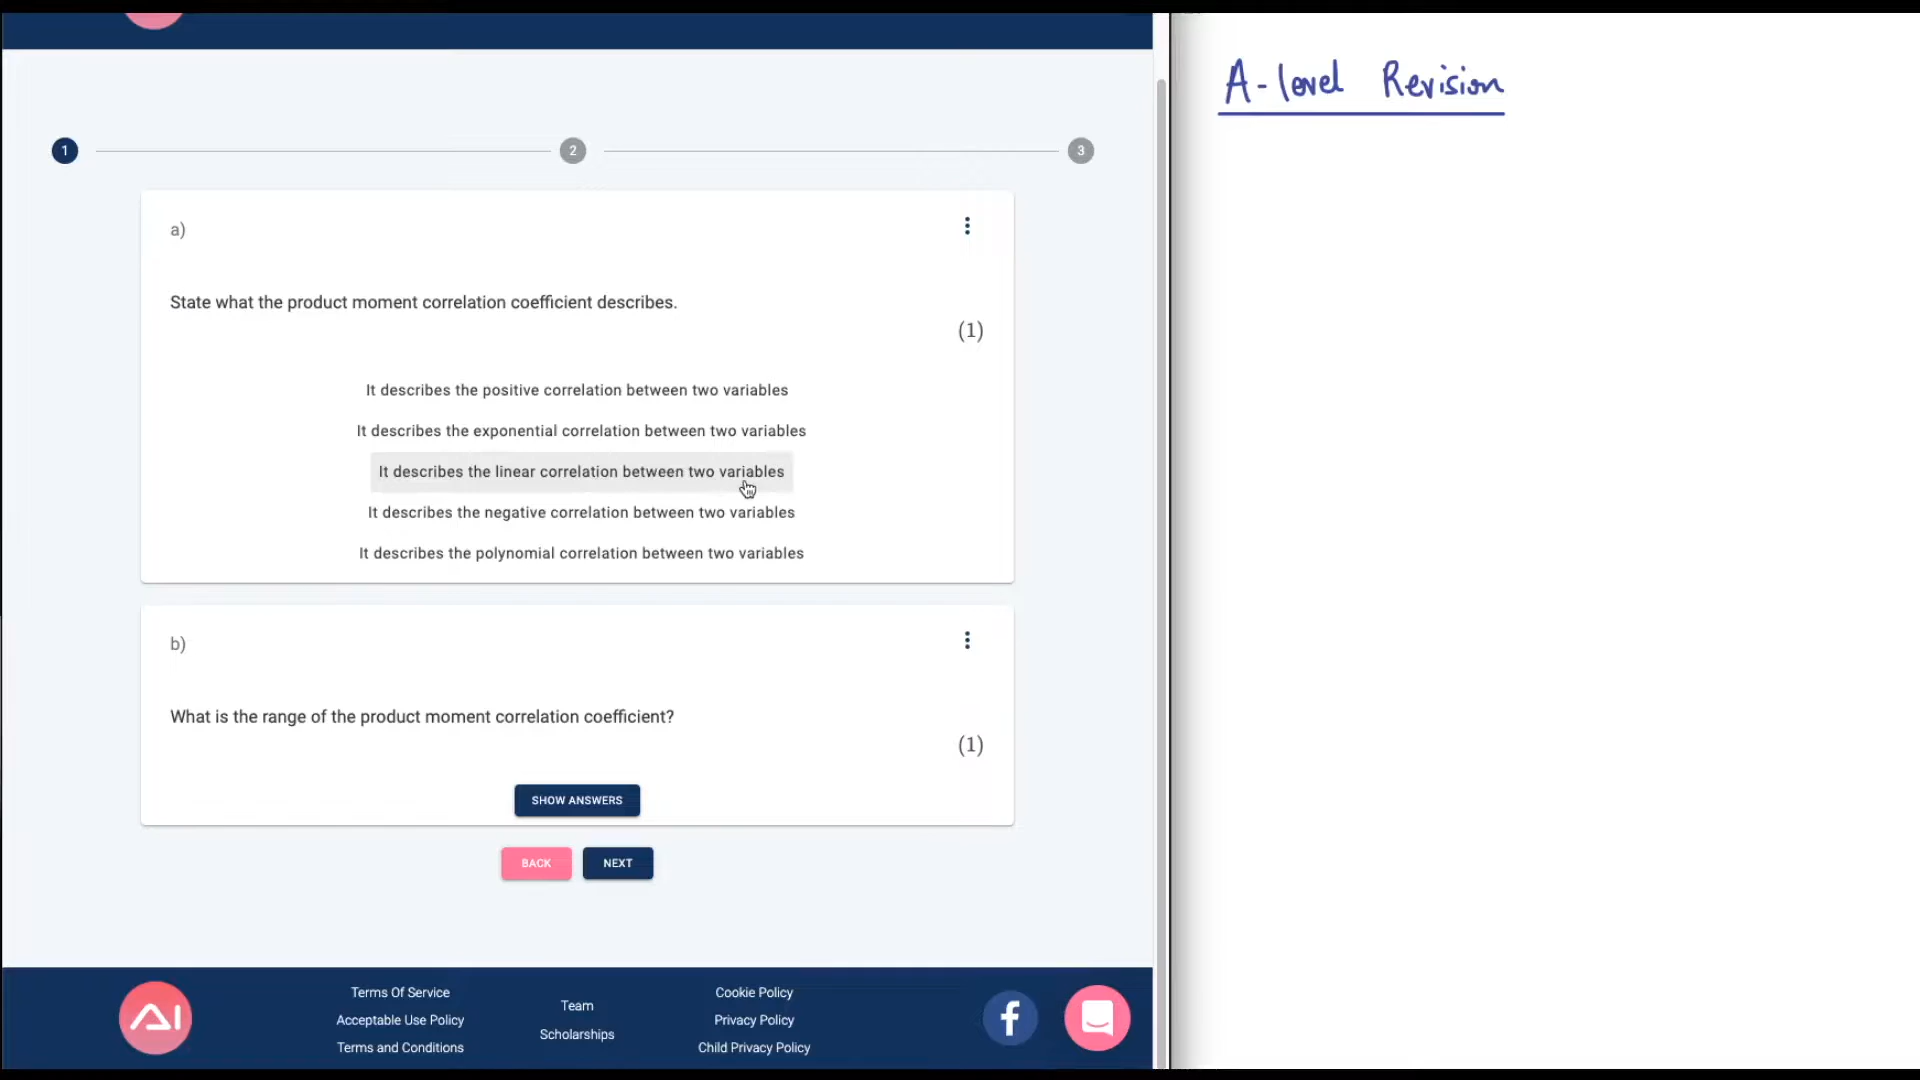 1
2
3
a)
State what the product moment correlation coefficient describes.
(1)
It describes the positive correlation between two variables
It describes the exponential correlation between two variables
It describes the linear correlation between two variables
It describes the negative correlation between two variables
It describes the polynomial correlation between two variables
b)
What is the range of the product moment correlation coefficient?
(1)
SHOW ANSWERS
BACK
NEXT
AI
Terms Of Service
Acceptable Use Policy
Terms and Conditions
Team
Scholarships
Cookie Policy
Privacy Policy
Child Privacy Policy
f
A-level Revision